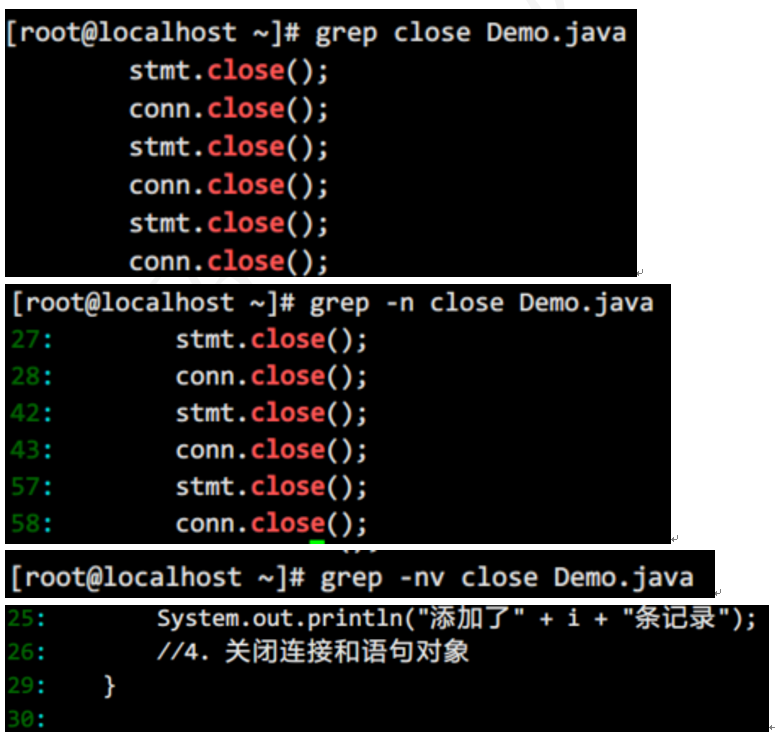 [root@localhost ~]# grep close Demo.java
stmt.close();
conn.close();
stmt.close();
conn.close();
stmt.close();
conn.close();
[root@localhost ~]# grep -n close Demo.java
27: stmt.close();
28: conn.close();
42: stmt.close();
43: conn.close();
57: stmt.close();
58: conn.close();
[root@localhost ~]# grep -nv close Demo.java
25: System.out.println("添加了" + i + "条记录");
26: //4. 关闭连接和语句对象
29: }
30: